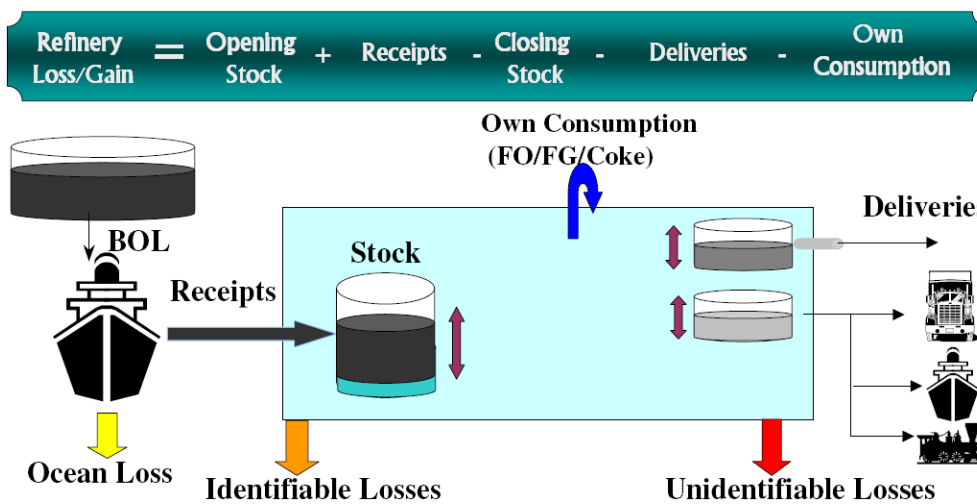 Refinery Loss/Gain = Opening Stock + Receipts - Closing Stock - Deliveries - Own Consumption
Own Consumption
(FO/FG/Coke)
Deliverie
BOL
Stock
Receipts
Ocean Loss
Identifiable Losses
Unidentifiable Losses